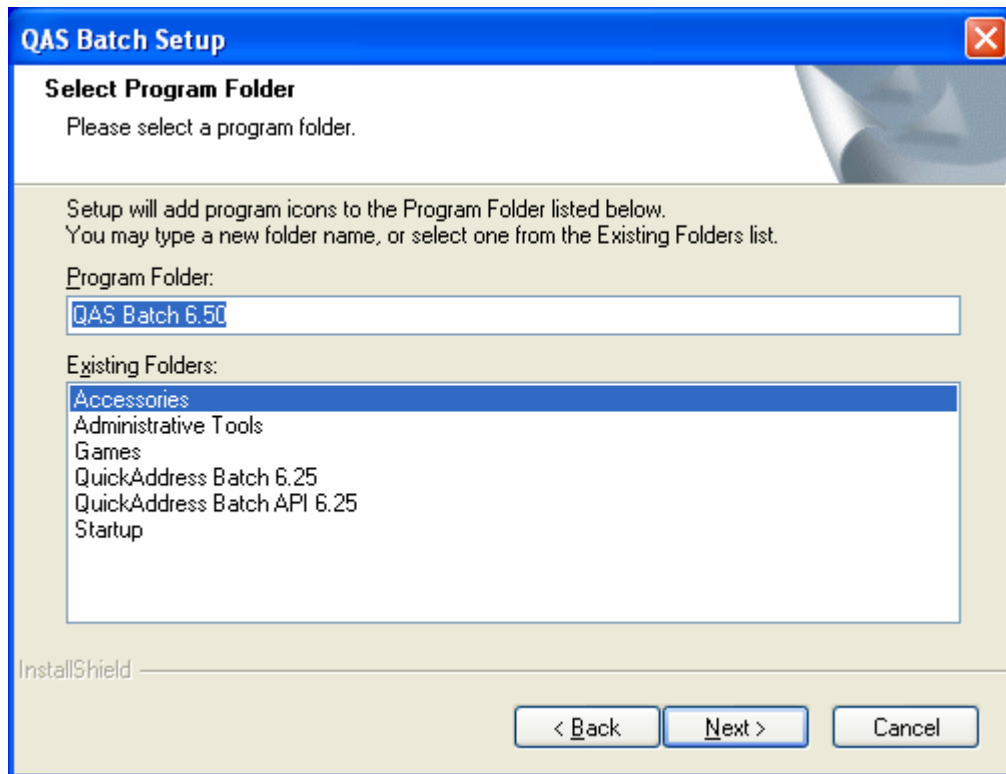 QAS Batch Setup
Select Program Folder
Please select a program folder.
Setup will add program icons to the Program Folder listed below.
You may type a new folder name, or select one from the Existing Folders list.
Program Folder:
QAS Batch 6.50
Existing Folders:
Accessories
Administrative Tools
Games
QuickAddress Batch 6.25
QuickAddress Batch API 6.25
Startup
InstallShield
< Back Next > Cancel